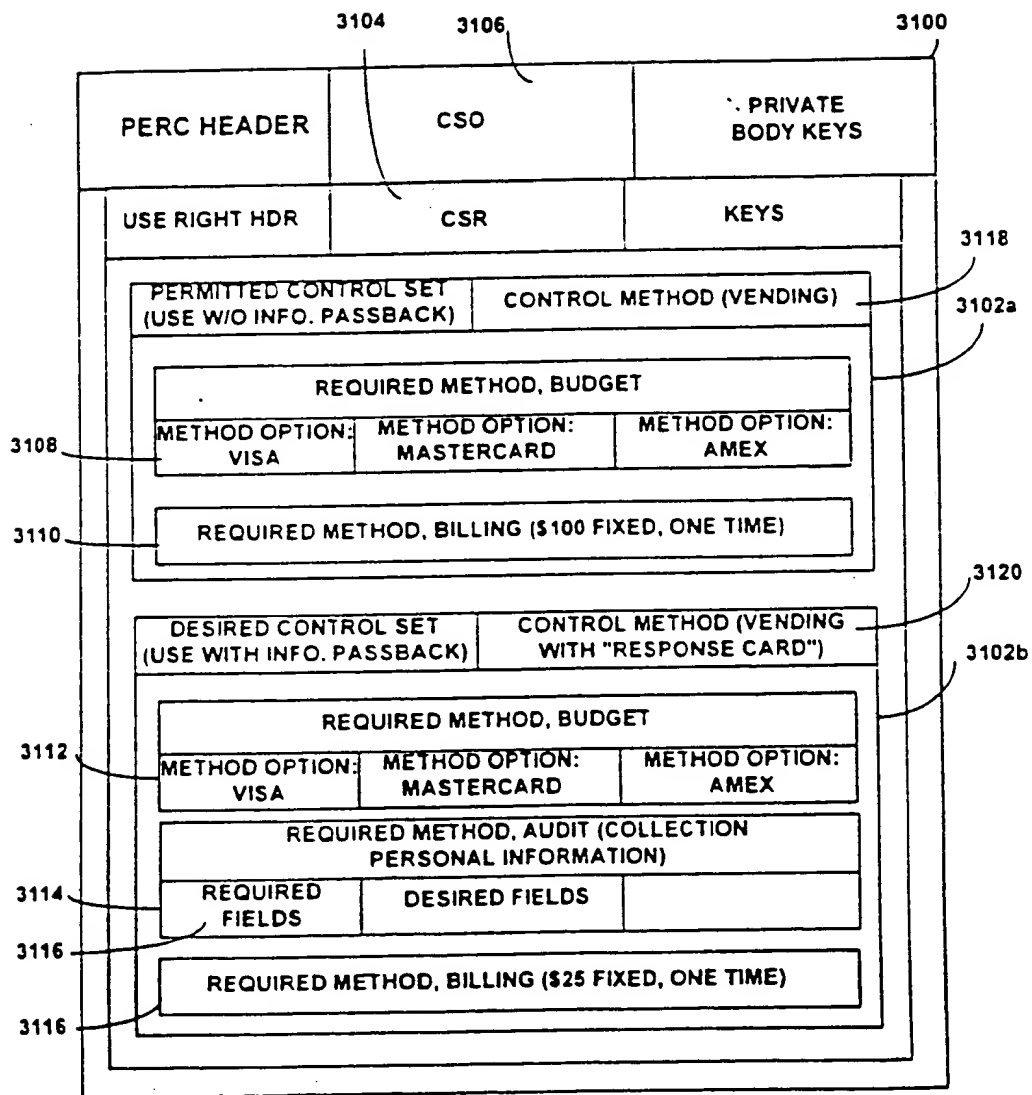 3104
3106
3100
PERC HEADER
CSO
PRIVATE
BODY KEYS
USE RIGHT HDR
CSR
KEYS
3118
PERMITTED CONTROL SET
(USE W/O INFO. PASSBACK)
CONTROL METHOD (VENDING)
3102a
REQUIRED METHOD, BUDGET
3108
METHOD OPTION:
VISA
METHOD OPTION:
MASTERCARD
METHOD OPTION:
AMEX
3110
REQUIRED METHOD, BILLING ($100 FIXED, ONE TIME)
3120
DESIRED CONTROL SET
(USE WITH INFO. PASSBACK)
CONTROL METHOD (VENDING
WITH "RESPONSE CARD")
3102b
REQUIRED METHOD, BUDGET
3112
METHOD OPTION:
VISA
METHOD OPTION:
MASTERCARD
METHOD OPTION:
AMEX
REQUIRED METHOD, AUDIT (COLLECTION
PERSONAL INFORMATION)
3114
REQUIRED
FIELDS
DESIRED FIELDS
3116
REQUIRED METHOD, BILLING ($25 FIXED, ONE TIME)
3116